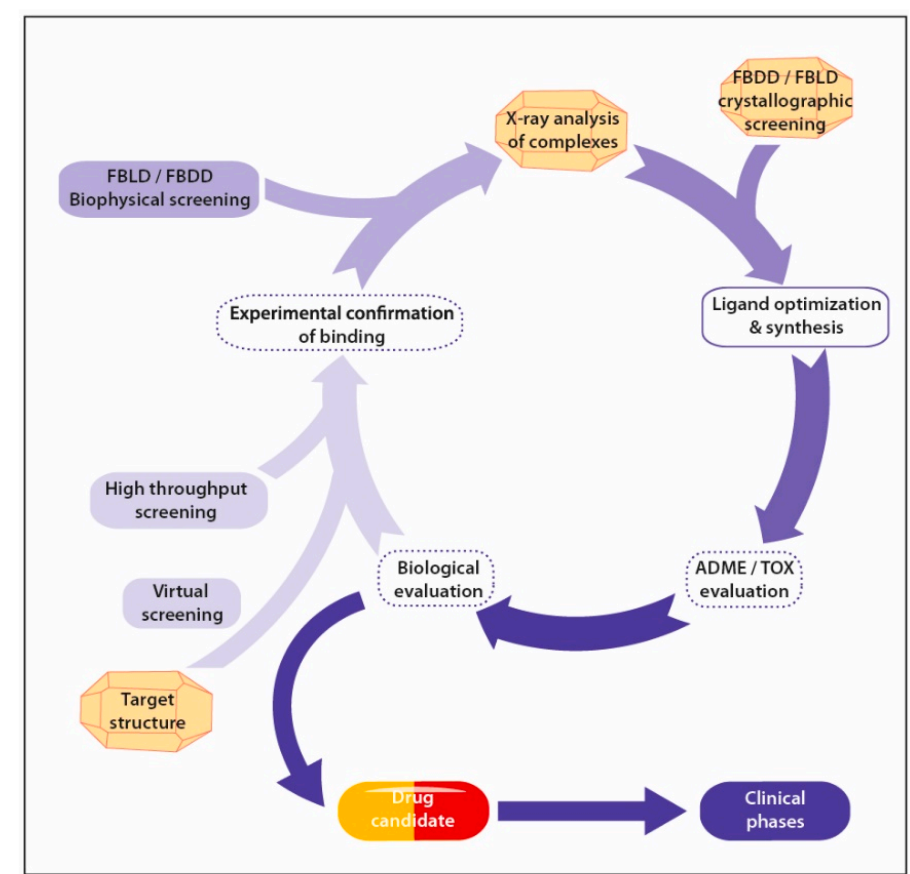 FBDD / FBLD
crystallographic
screening
X-ray analysis
of complexes
FBLD / FBDD
Biophysical screening
Experimental confirmation
of binding
Ligand optimization
& synthesis
High throughput
screening
Biological
evaluation
ADME / TOX
evaluation
Virtual
screening
Target
structure
Drug
candidate
Clinical
phases